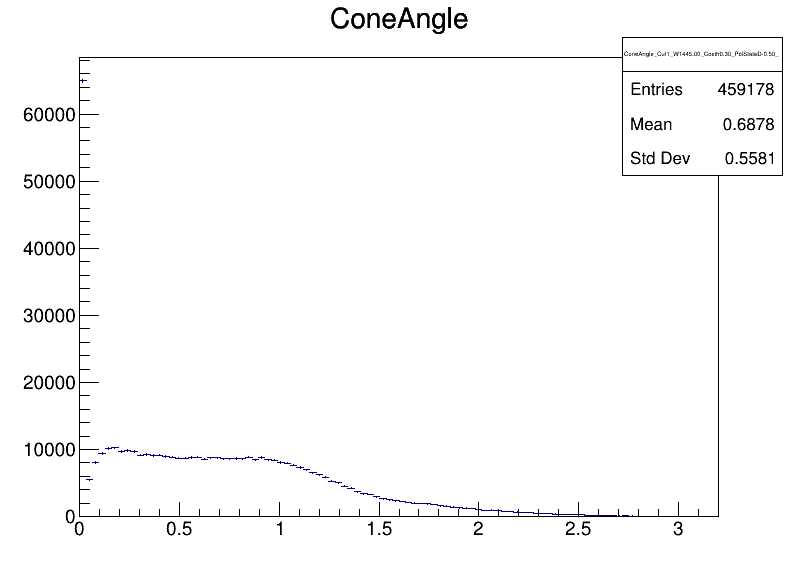 ConeAngle
ConeAngle_Cut1_W1445.00_Costh0.30_PolStateD-0.50_
Entries 459178
Mean 0.6878
Std Dev 0.5581
60000
50000
40000
30000
20000
10000
0
0 0.5 1 1.5 2 2.5 3